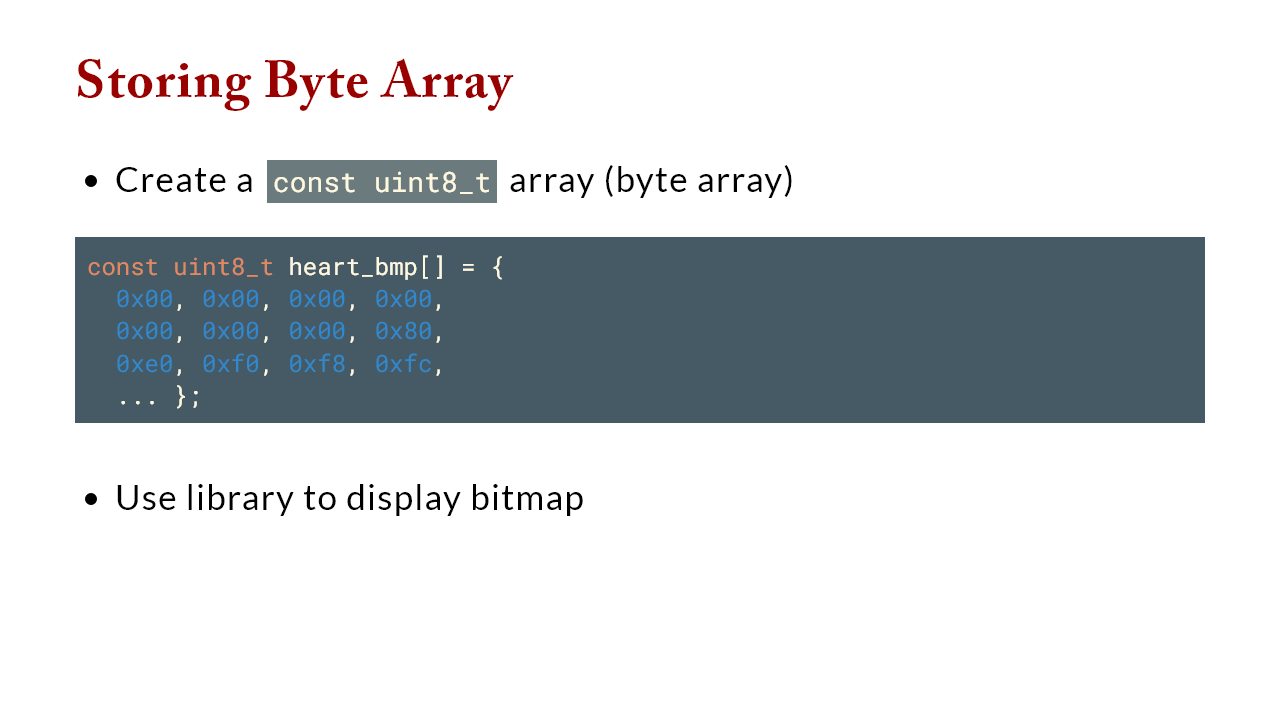 Storing Byte Array
• Create a const uint8_t array (byte array)
const uint8_t heart_bmp[] = {
  0x00, 0x00, 0x00, 0x00,
  0x00, 0x00, 0x00, 0x80,
  0xe0, 0xf0, 0xf8, 0xfc,
  ... };
• Use library to display bitmap